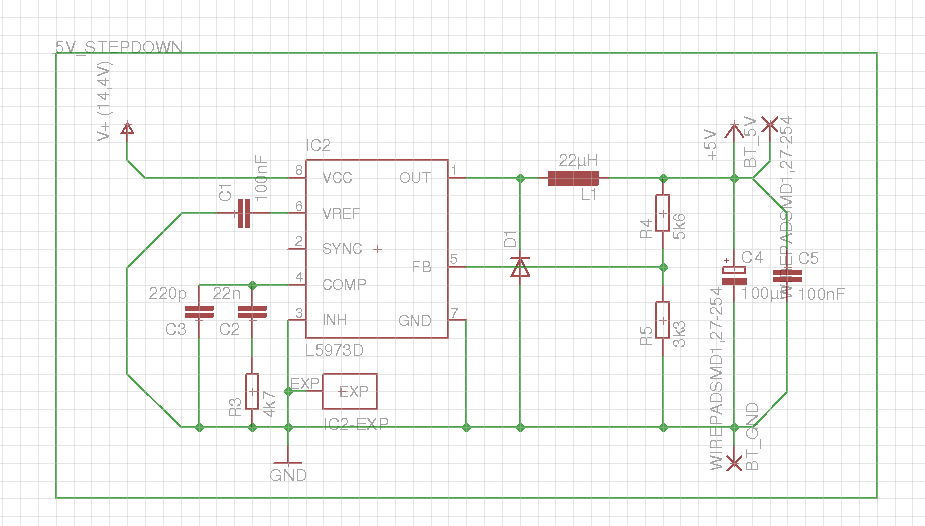 5V_STEPDOWN
V+ (14,4V)
IC2
8
VCC
OUT
1
C1
100nF
6
VREF
2
SYNC +
FB
5
4
COMP
3
INH
GND
7
L5973D
220p
22n
C3
C2
R3
4k7
EXP
EXP
IC2-EXP
GND
D1
22µH
L1
R4
5k6
R5
3k3
+5V
BT_5V
WIREPADSMD1,27-254
+
C4
C5
100nF
WIREPADSMD1,27-254
BT_GND